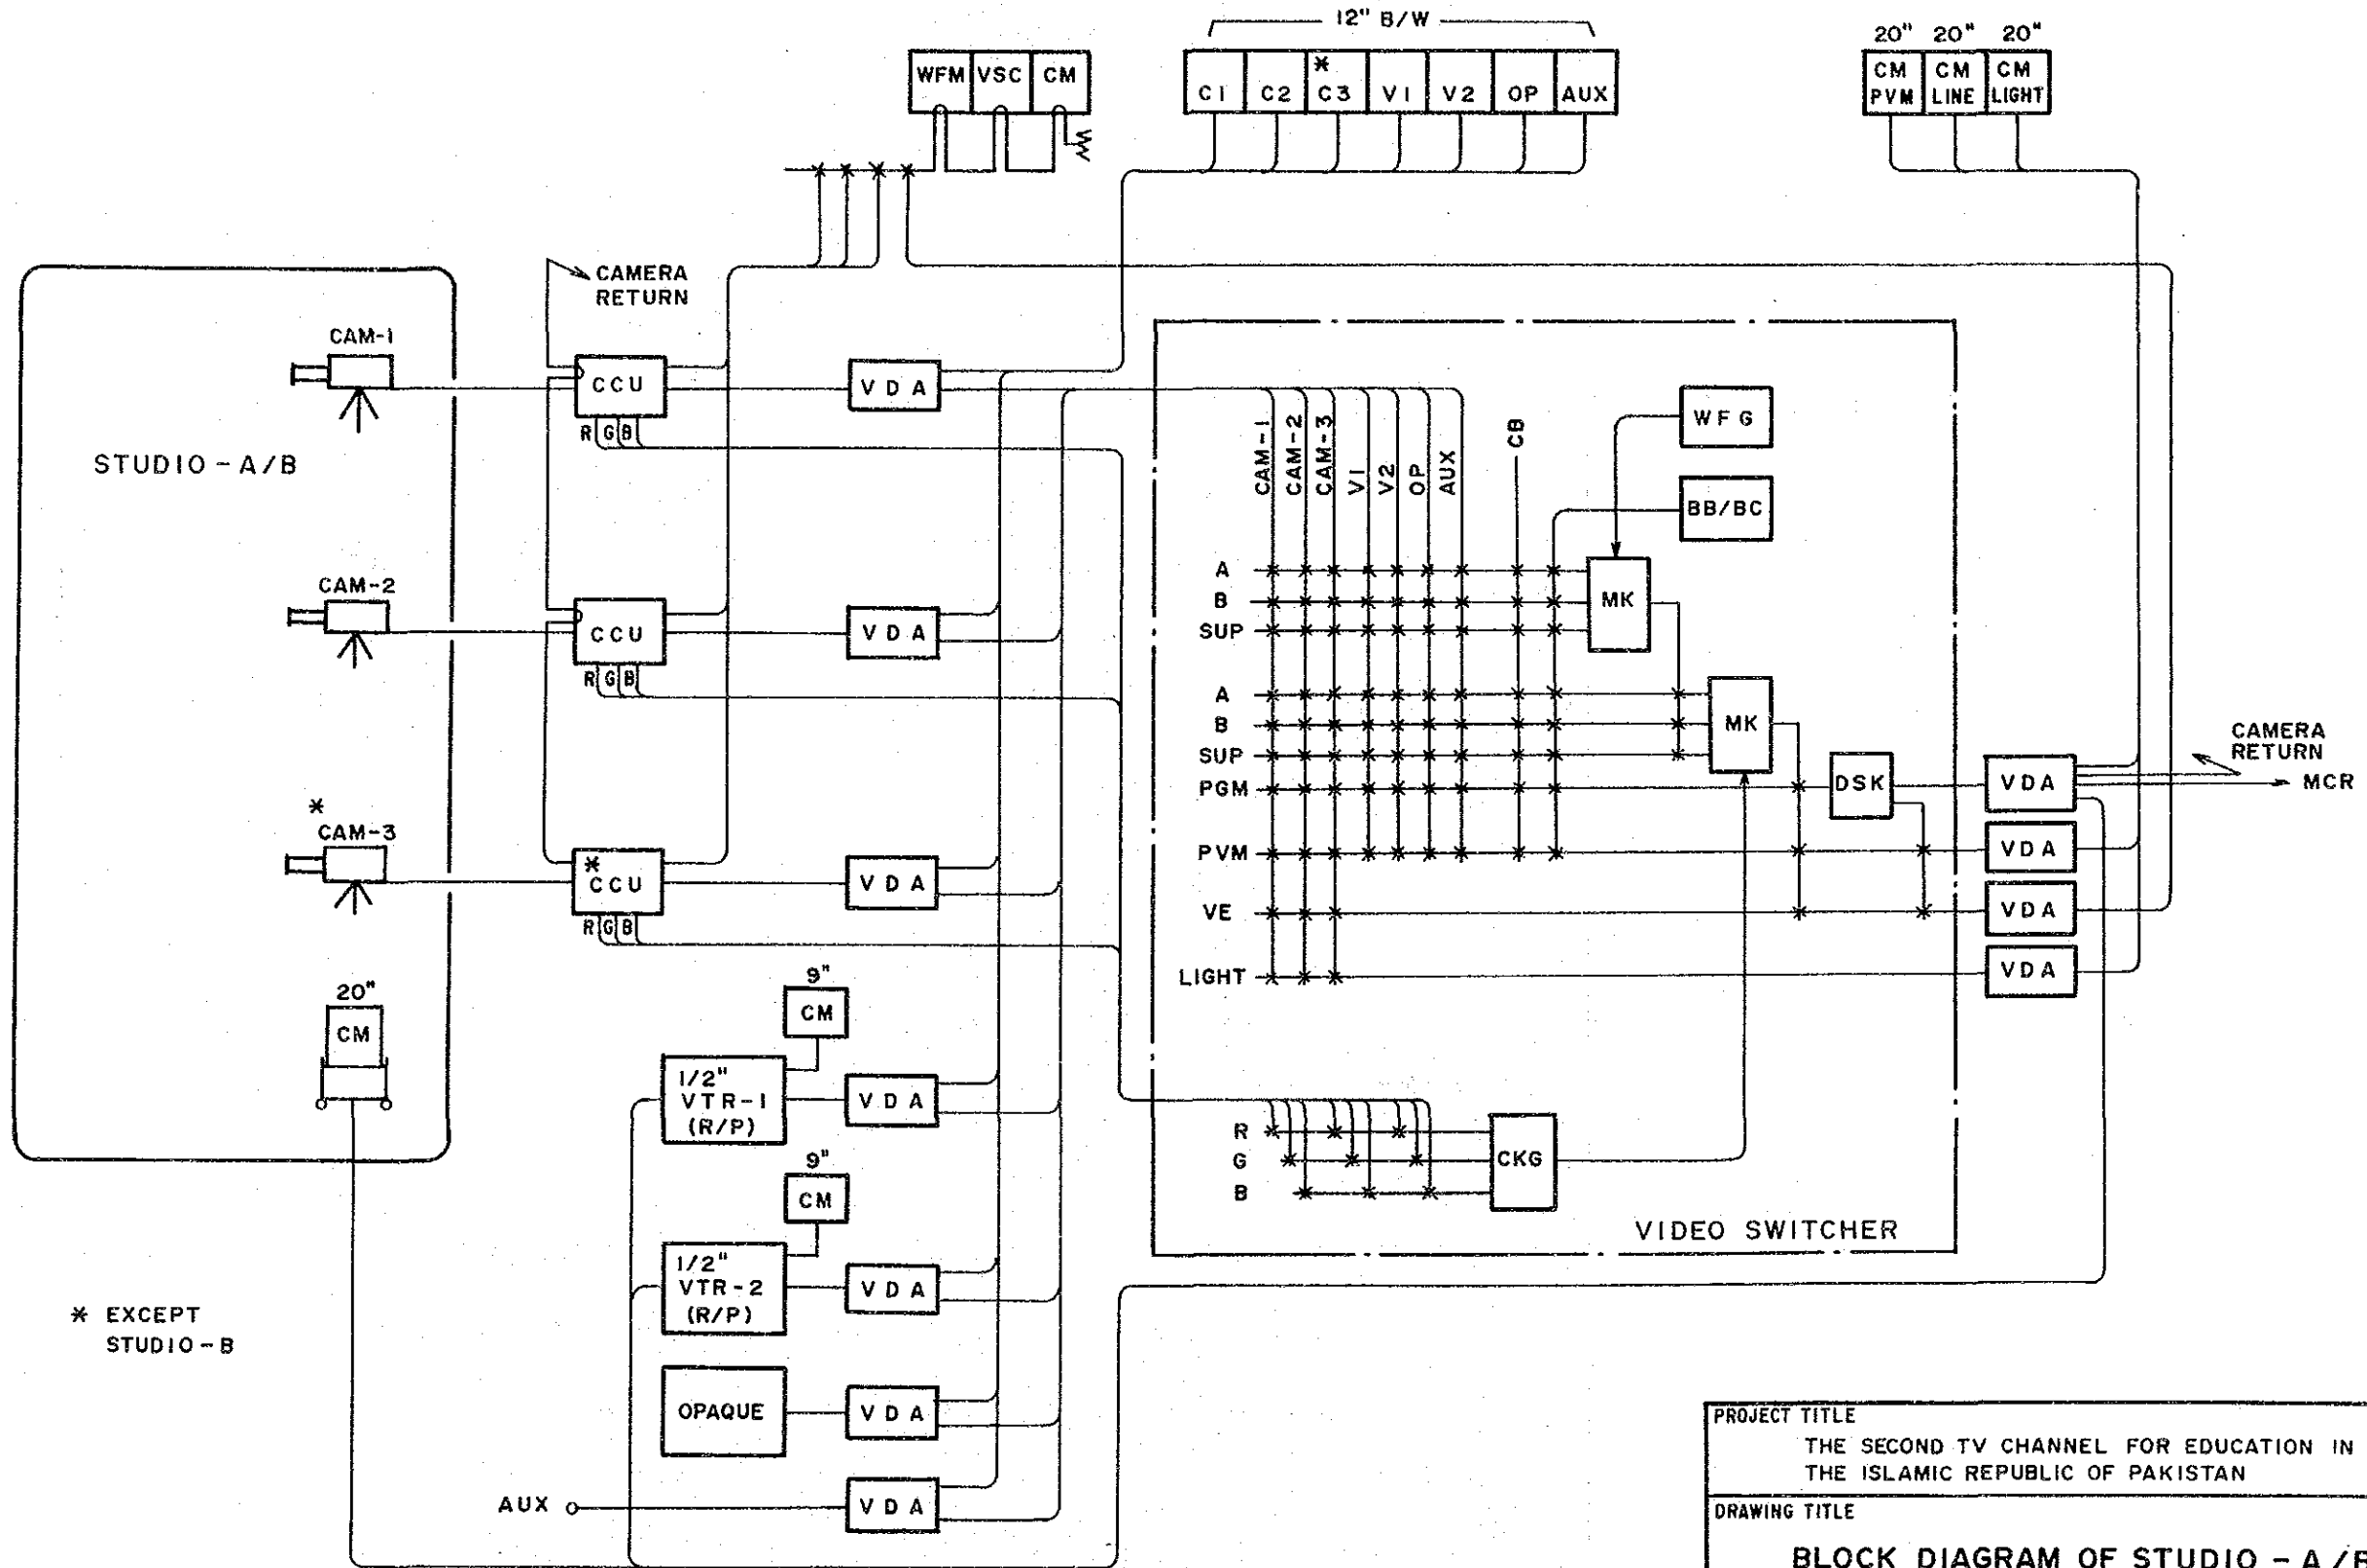 12" B/W
20" 20" 20"
WFM VSC CM
C1 C2 * C3 V1 V2 OP AUX
CM PVM
CM LINE
CM LIGHT
CAMERA
RETURN
STUDIO - A/B
CAM-1
CCU
R G B
VDA
CAM-2
CCU
R G B
VDA
*
CAM-3
* CCU
R G B
VDA
20"
CM
9"
CM
1/2"
VTR-1
(R/P)
VDA
9"
CM
1/2"
VTR-2
(R/P)
VDA
OPAQUE
VDA
AUX
VDA
* EXCEPT
STUDIO - B
CAM-1
CAM-2
CAM-3
V1
V2
OP
AUX
CB
WFG
BB/BC
A
B
SUP
MK
A
B
SUP
MK
PGM
DSK
PVM
VE
LIGHT
R
G
B
CKG
VIDEO SWITCHER
VDA
VDA
VDA
VDA
CAMERA
RETURN
MCR
PROJECT TITLE
THE SECOND TV CHANNEL FOR EDUCATION IN
THE ISLAMIC REPUBLIC OF PAKISTAN
DRAWING TITLE
BLOCK DIAGRAM OF STUDIO - A/B